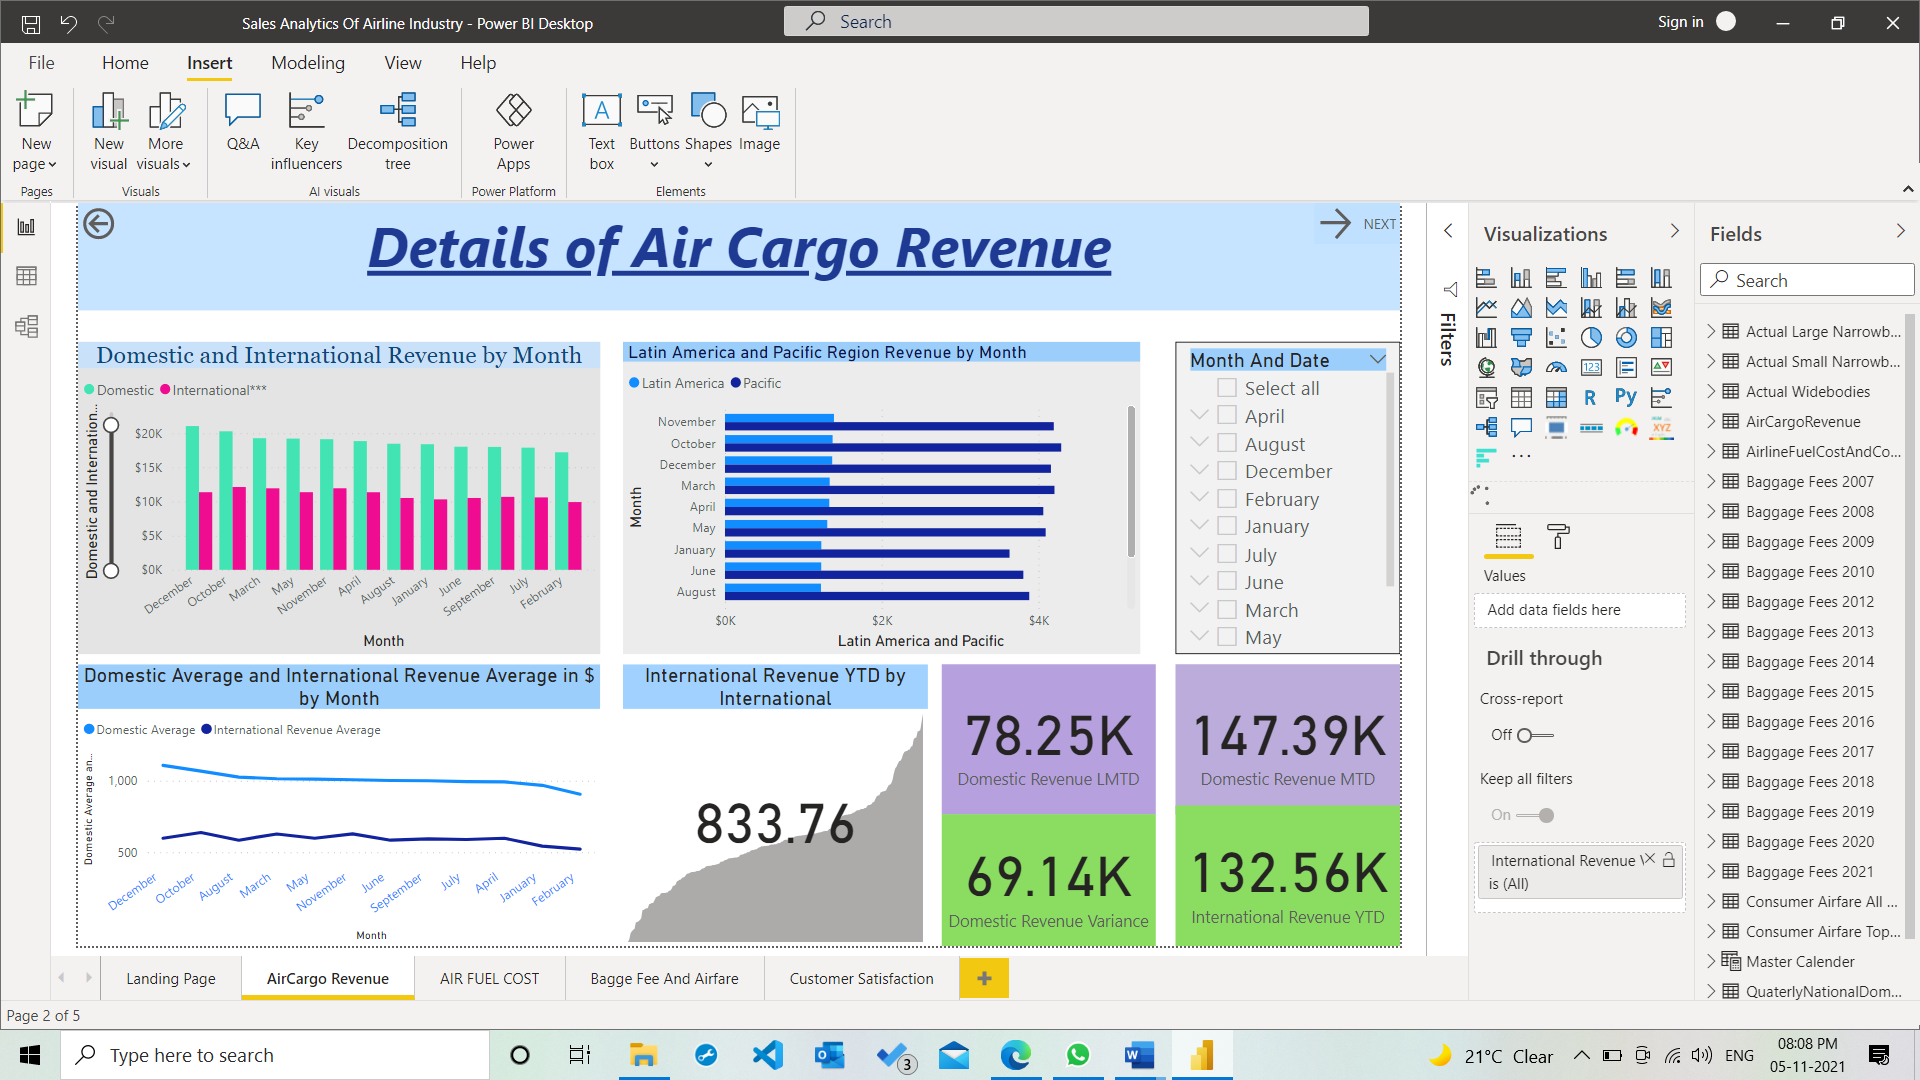 Sales Analytics Of Airline Industry - Power BI Desktop
Search
Sign in
File Home Insert Modeling View Help
New page
New visual
More visuals
Q&A
Key influencers
Decomposition tree
Power Apps
Text box
Buttons
Shapes
Image
Pages
Visuals
AI visuals
Power Platform
Elements
Details of Air Cargo Revenue
NEXT
Domestic and International Revenue by Month
Domestic International***
Domestic and Internation...
$20K
$15K
$10K
$5K
$0K
December October March May November April August January June September July February
Month
Latin America and Pacific Region Revenue by Month
Latin America Pacific
Month
November
October
December
March
April
May
January
June
August
$0K $2K $4K
Latin America and Pacific
Month And Date
Select all
April
August
December
February
January
July
June
March
May
Domestic Average and International Revenue Average in $
by Month
Domestic Average International Revenue Average
Domestic Average an...
1,000
500
December October August March May November June September July April January February
Month
International Revenue YTD by
International
833.76
78.25K
Domestic Revenue LMTD
147.39K
Domestic Revenue MTD
69.14K
Domestic Revenue Variance
132.56K
International Revenue YTD
Filters
Visualizations
123
R
Py
XYZ
...
Values
Add data fields here
Drill through
Cross-report
Off
Keep all filters
On
International Revenue
is (All)
Fields
Search
Actual Large Narrowb...
Actual Small Narrowb...
Actual Widebodies
AirCargoRevenue
AirlineFuelCostAndCo...
Baggage Fees 2007
Baggage Fees 2008
Baggage Fees 2009
Baggage Fees 2010
Baggage Fees 2012
Baggage Fees 2013
Baggage Fees 2014
Baggage Fees 2015
Baggage Fees 2016
Baggage Fees 2017
Baggage Fees 2018
Baggage Fees 2019
Baggage Fees 2020
Baggage Fees 2021
Consumer Airfare All ...
Consumer Airfare Top...
Master Calender
QuaterlyNationalDom...
Landing Page
AirCargo Revenue
AIR FUEL COST
Bagge Fee And Airfare
Customer Satisfaction
Page 2 of 5
Type here to search
3
21°C Clear
ENG
08:08 PM
05-11-2021